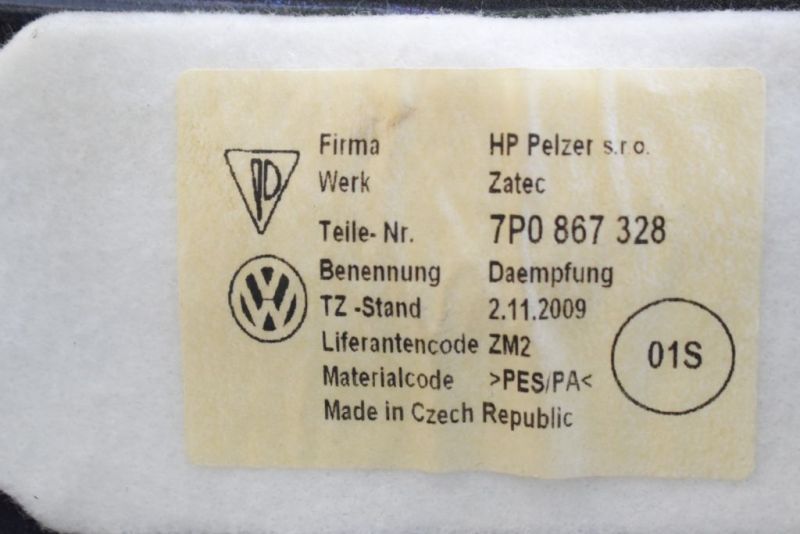 Firma HP Pelzer s.r.o.
Werk Zatec
Teile- Nr. 7P0 867 328
Benennung Daempfung
TZ -Stand 2.11.2009
Liferantencode ZM2
Materialcode >PES/PA<
Made in Czech Republic
01S